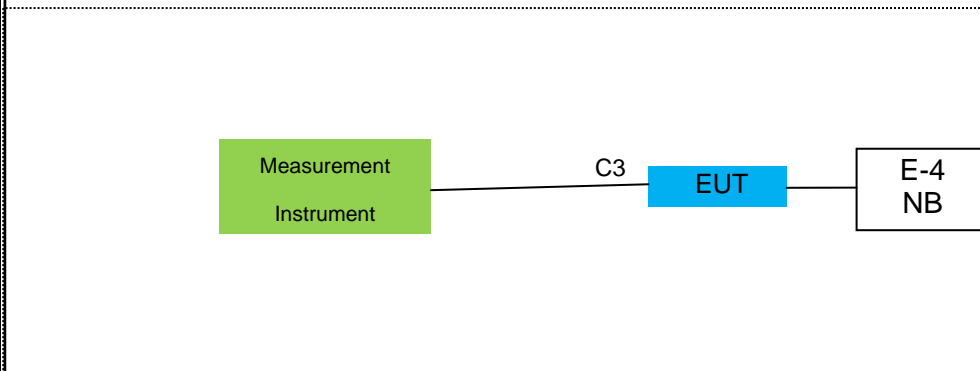 Measurement
Instrument
C3
EUT
E-4
NB